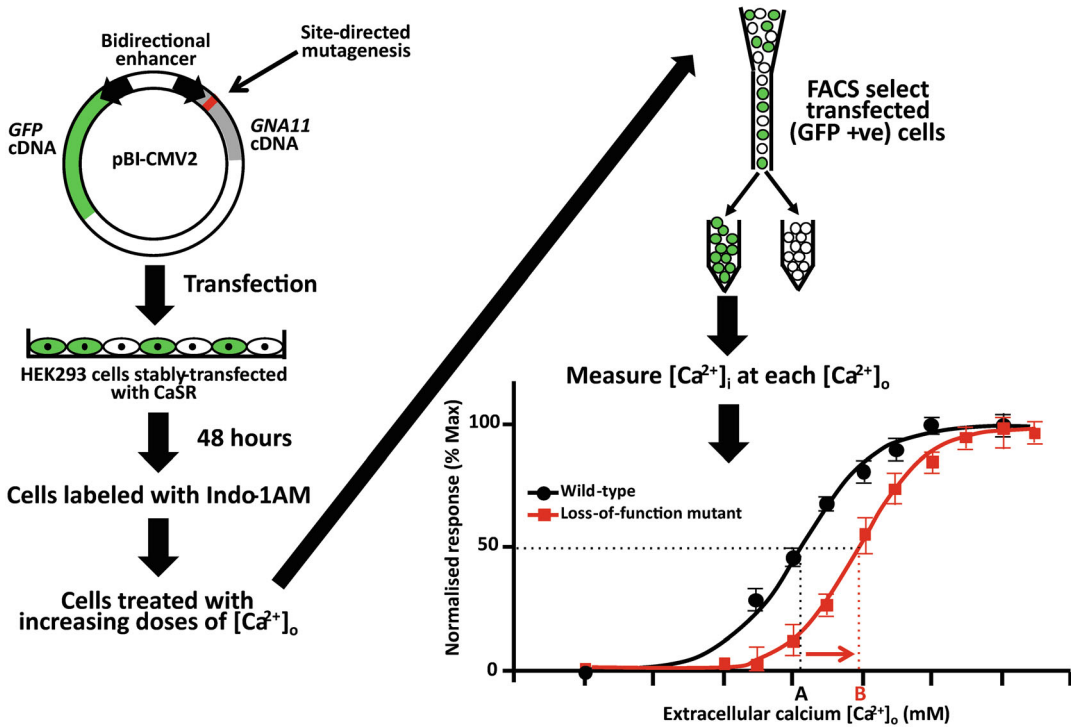 Bidirectional
enhancer
Site-directed
mutagenesis
GFP
cDNA
GNA11
cDNA
pBI-CMV2
Transfection
HEK293 cells stably-transfected
with CaSR
48 hours
Cells labeled with Indo-1AM
Cells treated with
increasing doses of [Ca²⁺]ₒ
FACS select
transfected
(GFP +ve) cells
Measure [Ca²⁺]ᵢ at each [Ca²⁺]ₒ
Normalised response (% Max)
100
50
0
Wild-type
Loss-of-function mutant
A
B
Extracellular calcium [Ca²⁺]ₒ (mM)